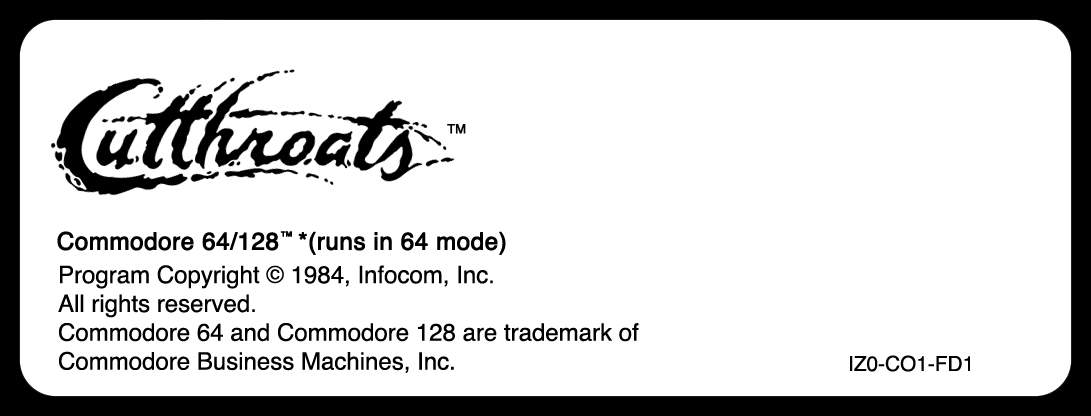 Cutthroats™
Commodore 64/128™ *(runs in 64 mode)
Program Copyright © 1984, Infocom, Inc.
All rights reserved.
Commodore 64 and Commodore 128 are trademark of
Commodore Business Machines, Inc.
IZ0-CO1-FD1